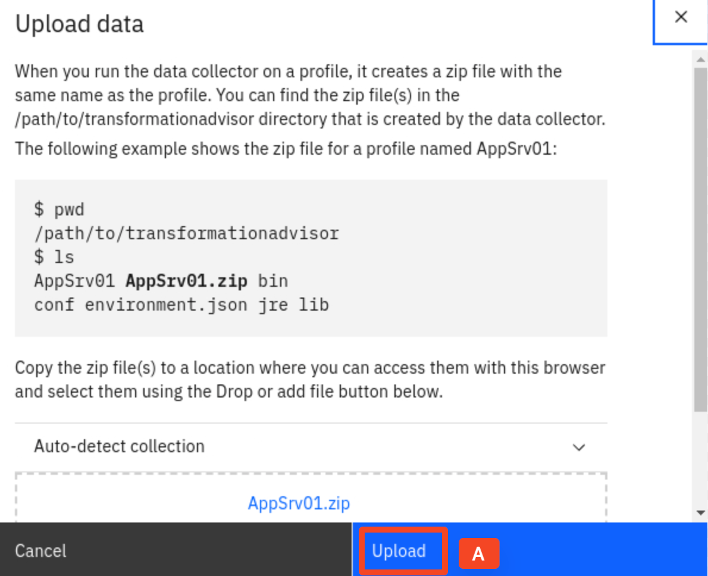 Upload data
When you run the data collector on a profile, it creates a zip file with the
same name as the profile. You can find the zip file(s) in the
/path/to/transformationadvisor directory that is created by the data collector.
The following example shows the zip file for a profile named AppSrv01:
$ pwd
/path/to/transformationadvisor
$ ls
AppSrv01 AppSrv01.zip bin
conf environment.json jre lib
Copy the zip file(s) to a location where you can access them with this browser
and select them using the Drop or add file button below.
Auto-detect collection
AppSrv01.zip
Cancel
Upload
A